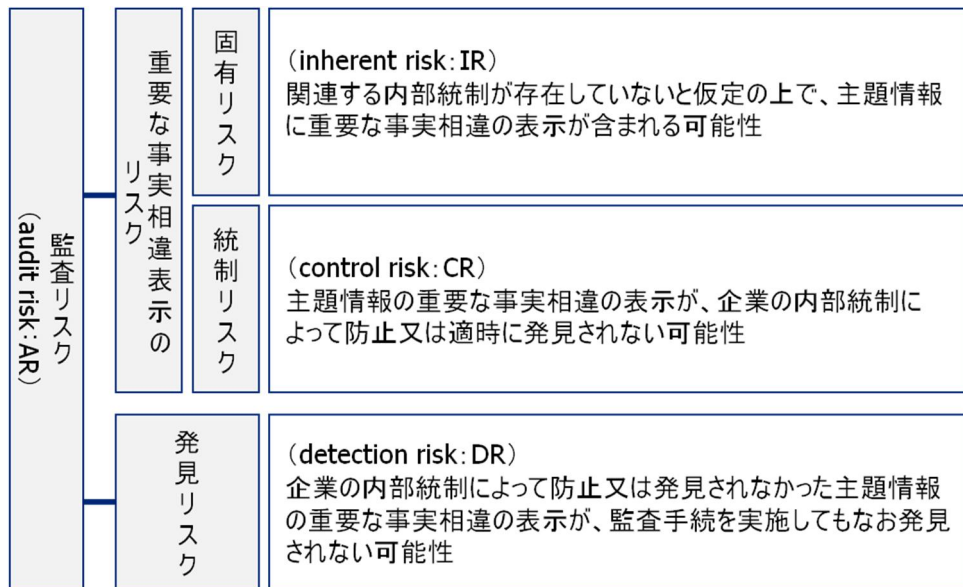 監査リスク
（audit risk：AR）
重要な事実相違表示の
リスク
固有リスク
（inherent risk：IR）
関連する内部統制が存在していないと仮定の上で、主題情報
に重要な事実相違の表示が含まれる可能性
統制リスク
（control risk：CR）
主題情報の重要な事実相違の表示が、企業の内部統制に
よって防止又は適時に発見されない可能性
発見リスク
（detection risk：DR）
企業の内部統制によって防止又は発見されなかった主題情報
の重要な事実相違の表示が、監査手続を実施してもなお発見
されない可能性